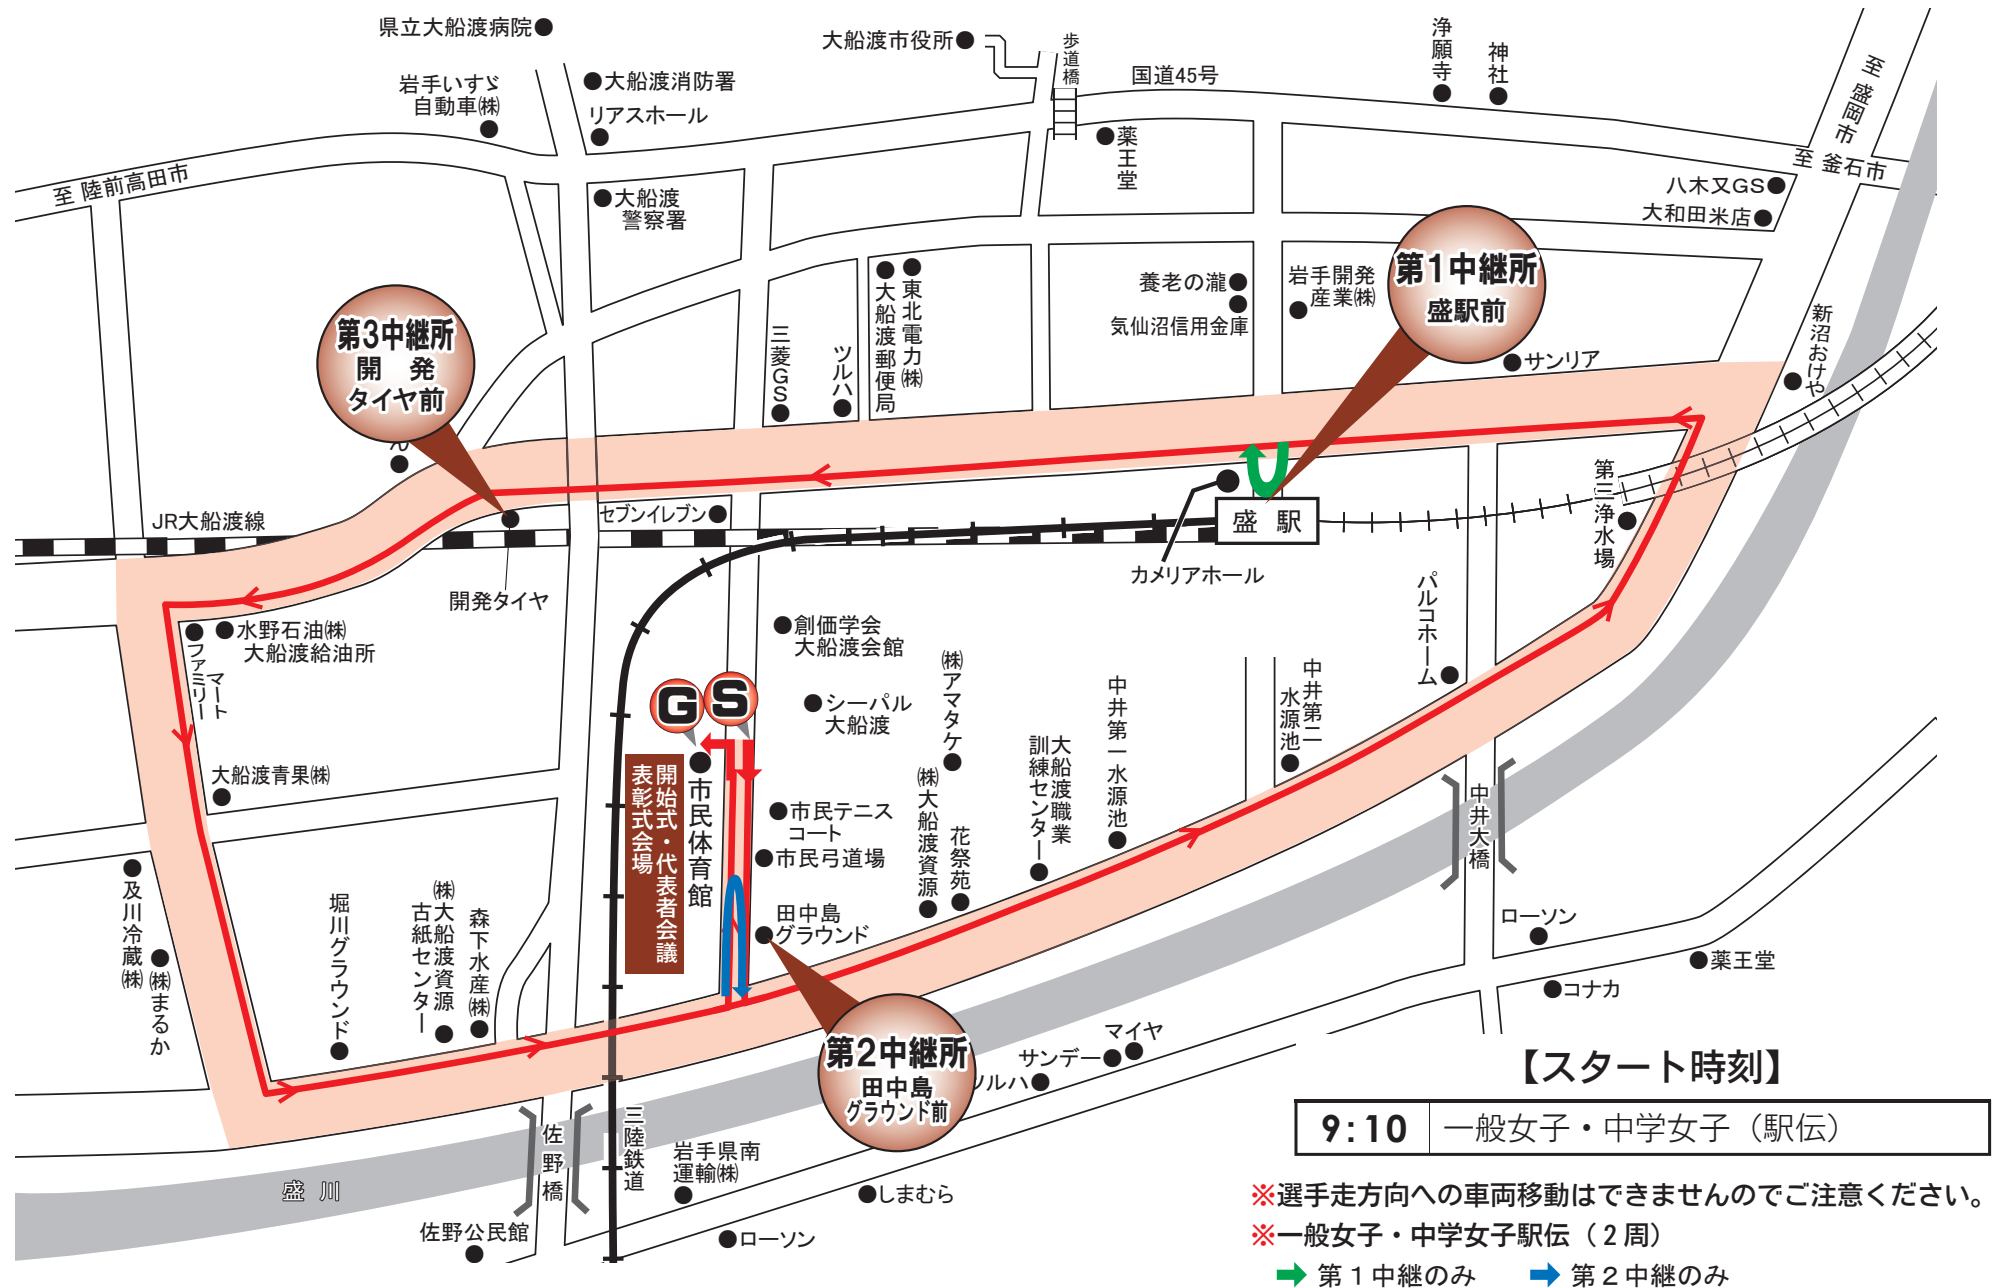 県立大船渡病院
大船渡市役所
歩道橋
国道45号
浄願寺
神社
至 盛岡市
至 釜石市
岩手いすゞ
自動車㈱
大船渡消防署
リアスホール
薬王堂
八木又GS
大和田米店
至 陸前高田市
大船渡
警察署
第1中継所
盛駅前
養老の瀧
気仙沼信用金庫
岩手開発
産業㈱
東北電力㈱
大船渡郵便局
ツルハ
三菱GS
新沼おけや
サンリア
第3中継所
開 発
タイヤ前
ん
JR大船渡線
セブンイレブン
盛 駅
第三浄水場
カメリアホール
開発タイヤ
パルコホーム
水野石油㈱
大船渡給油所
ファミリー
マート
創価学会
大船渡会館
シーパル
大船渡
G
S
㈱アマタケ
中井第一水源池
中井第二
水源池
大船渡職業
訓練センター
大船渡青果㈱
開始式・代表者会議
表彰式会場
市民体育館
市民テニス
コート
市民弓道場
㈱大船渡資源
花祭苑
中井大橋
田中島
グラウンド
及川冷蔵㈱
㈱まるか
堀川グラウンド
㈱大船渡資源
古紙センター
森下水産㈱
ローソン
薬王堂
コナカ
マイヤ
サンデー
ツルハ
第2中継所
田中島
グラウンド前
佐野橋
三陸鉄道
岩手県南
運輸㈱
しまむら
ローソン
佐野公民館
盛 川
【スタート時刻】
9:10 一般女子・中学女子（駅伝）
※選手走方向への車両移動はできませんのでご注意ください。
※一般女子・中学女子駅伝（2周）
第1中継のみ 第2中継のみ